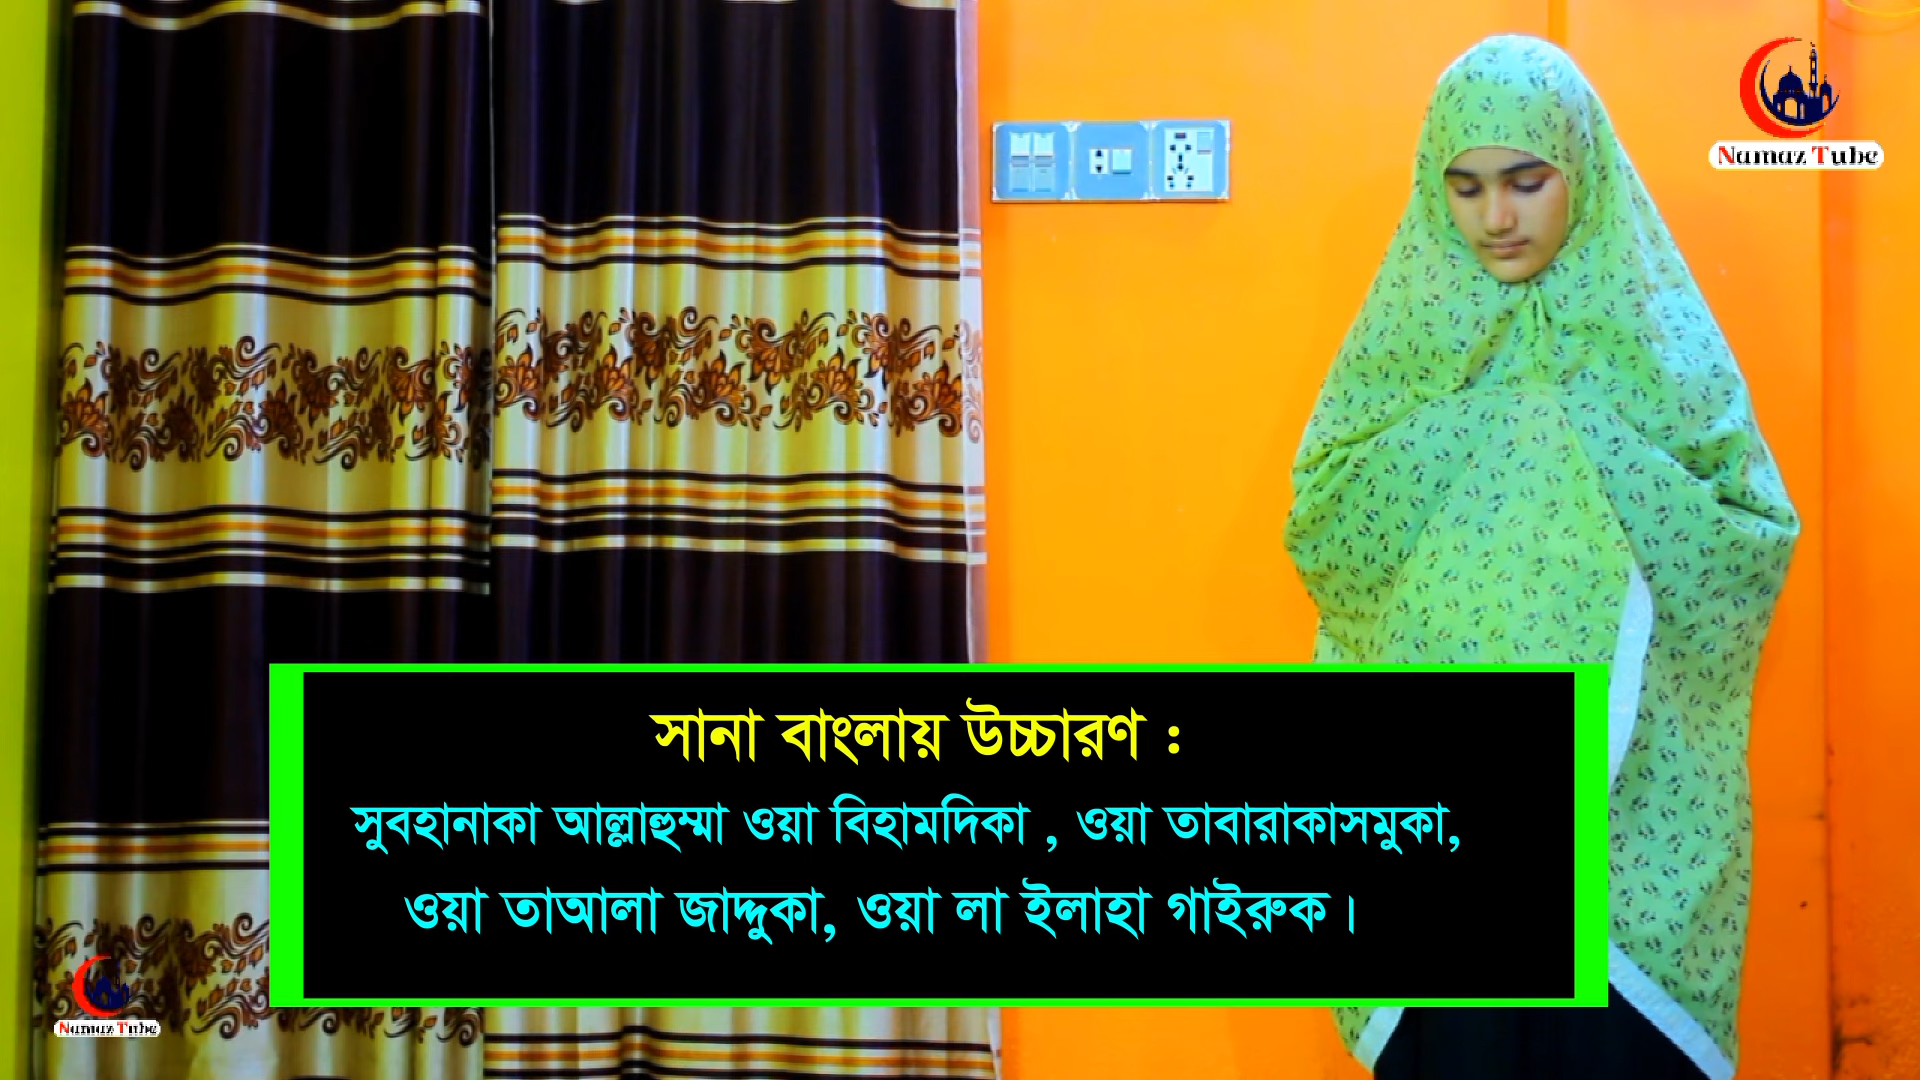 Namaz Tube
সানা বাংলায় উচ্চারণ :
সুবহানাকা আল্লাহুম্মা ওয়া বিহামদিকা , ওয়া তাবারাকাসমুকা,
ওয়া তাআলা জাদ্দুকা, ওয়া লা ইলাহা গাইরুক।
Namaz Tube